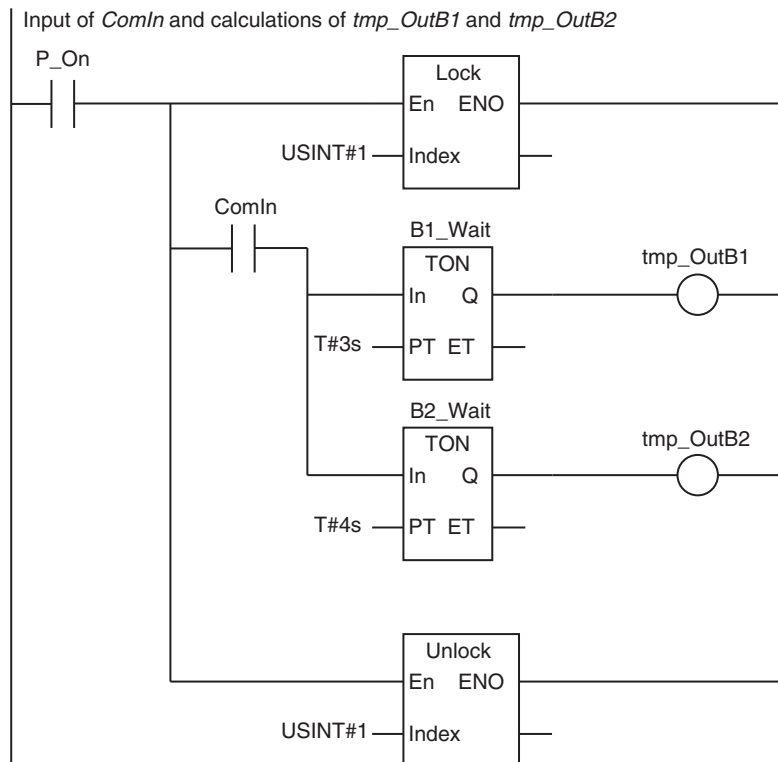 Input of ComIn and calculations of tmp_OutB1 and tmp_OutB2
P_On
Lock
En ENO
USINT#1 Index
ComIn
B1_Wait
TON
tmp_OutB1
In Q
T#3s PT ET
B2_Wait
TON
tmp_OutB2
In Q
T#4s PT ET
Unlock
En ENO
USINT#1 Index